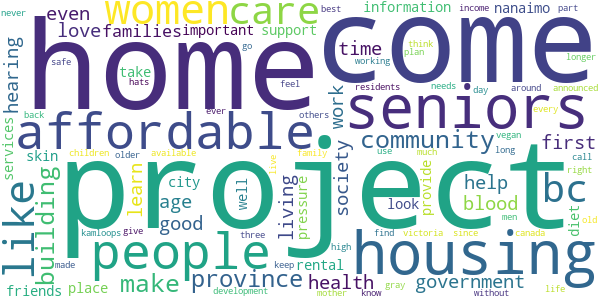 never
even
women
care
best
income
part
information
nanaimo
love
families
important
support
go
think
working
plan
safe
hats
feel
time
longer
hearing
take
home
come
residents
needs
day
around
announced
back
ever
others
every
seniors
affordable
work
vegan
services
skin
children
older
available
live
family
community
use
much
long
call
first
men
right
like
building
learn
city
age
well
good
project
living
pressure
society
look
provide
help
blood
bc
diet
old
people
kamloops
give
three
high
find
victoria
since
canada
housing
made
make
province
keep
health
rental
government
friends
place
development
mother
know
gray
without
life